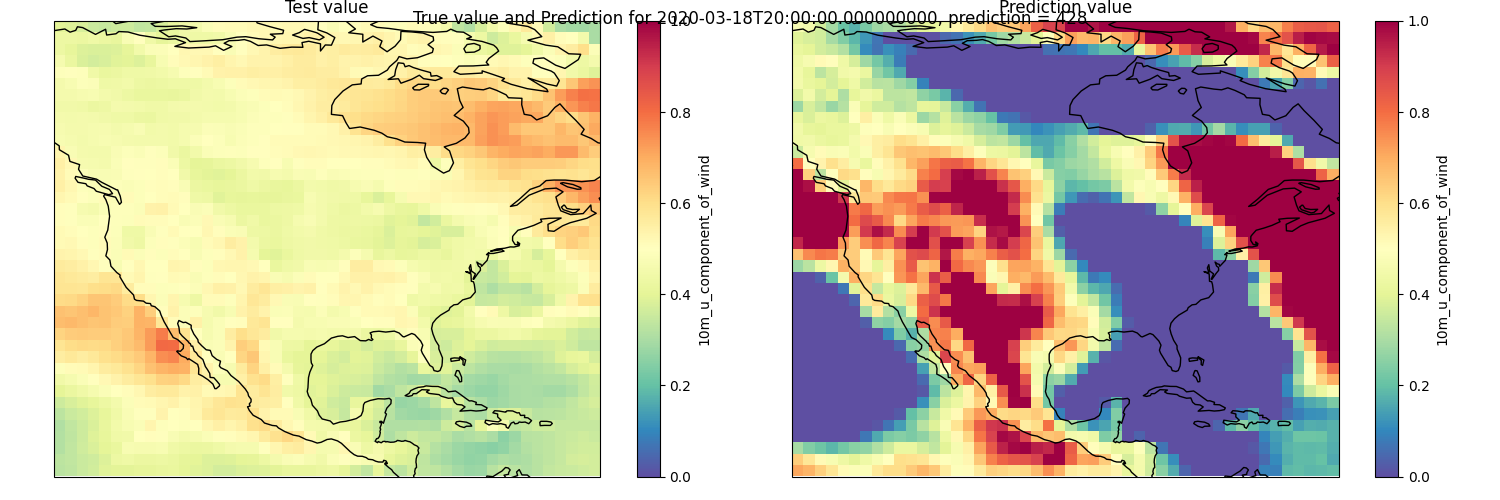 Test value
True value and Prediction for 2020-03-18T20:00:00.000000000, prediction = 428
Prediction value
1.0
0.8
0.6
0.4
0.2
0.0
10m_u_component_of_wind
1.0
0.8
0.6
0.4
0.2
0.0
10m_u_component_of_wind